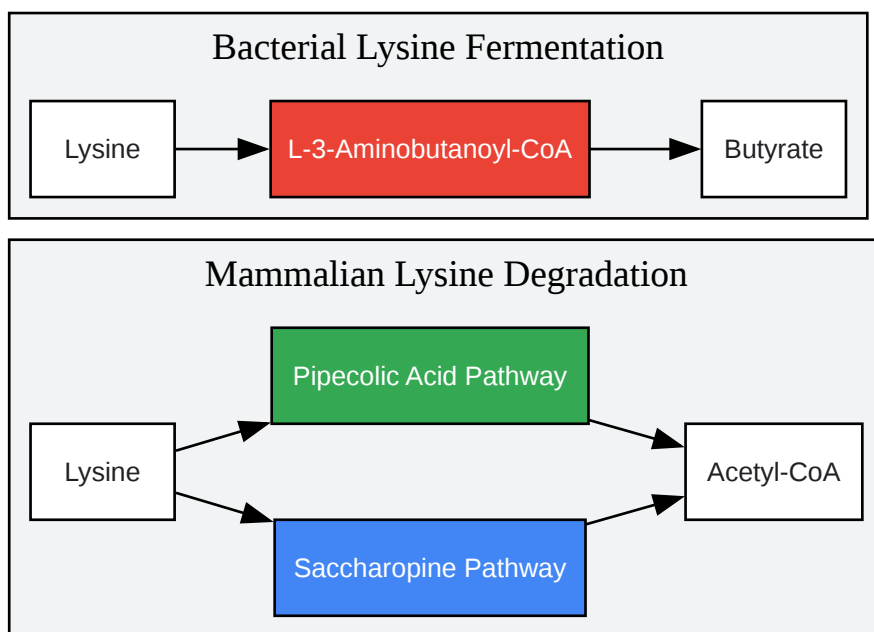 Bacterial Lysine Fermentation
Lysine
L-3-Aminobutanoyl-CoA
Butyrate
Mammalian Lysine Degradation
Pipecolic Acid Pathway
Lysine
Acetyl-CoA
Saccharopine Pathway